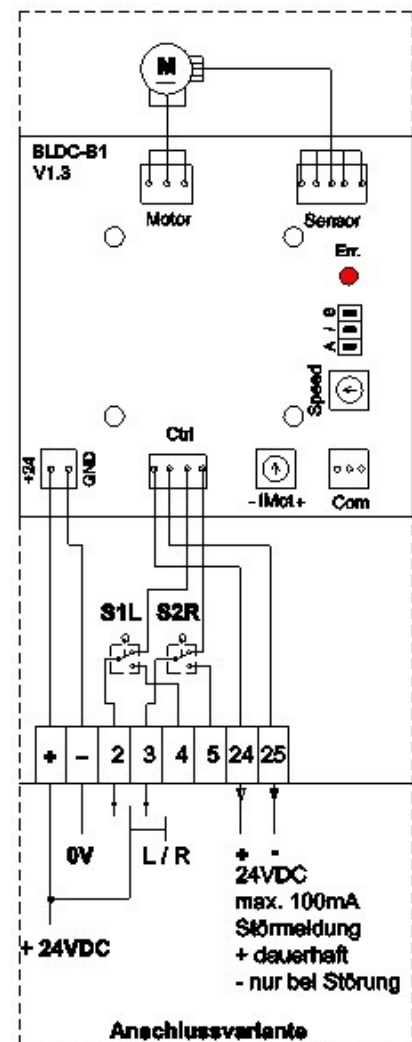 M
BLDC-B1
V1.3
Motor
Sensor
Err.
A / B
Speed
+24
GND
Ctrl
- IMot +
Com
S1L
S2R
+ - 2 3 4 5 24 25
0V
L / R
+ -
24VDC
max. 100mA
Störmeldung
+ dauerhaft
- nur bei Störung
+ 24VDC
Anschlussvariante